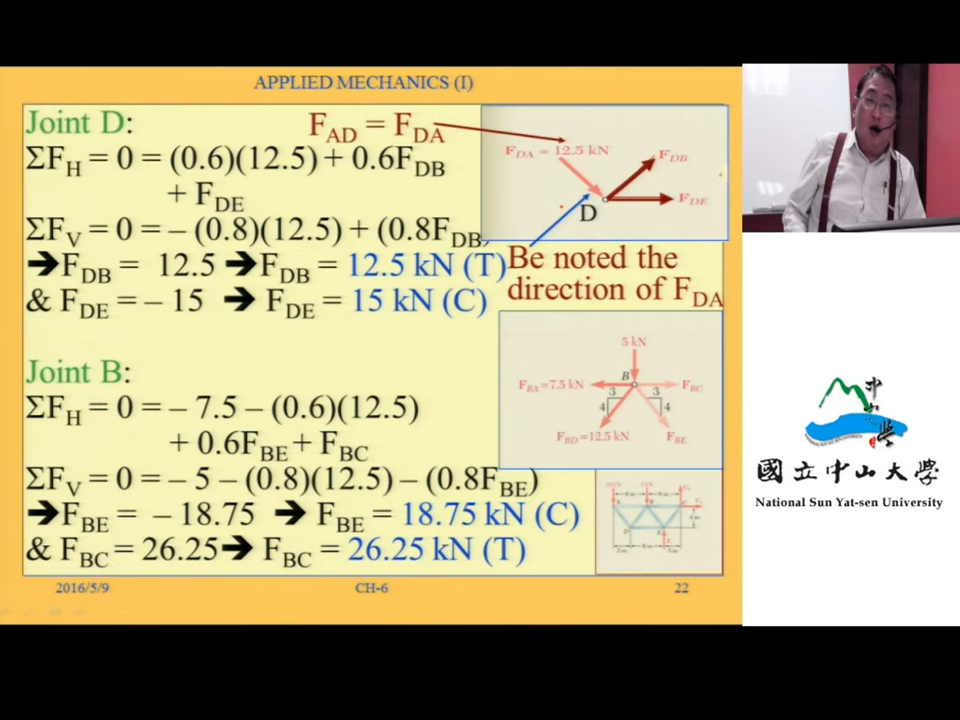 APPLIED MECHANICS (I)
Joint D:
F_AD = F_DA
ΣF_H = 0 = (0.6)(12.5) + 0.6F_DB
+ F_DE
ΣF_V = 0 = – (0.8)(12.5) + (0.8F_DB)
➔F_DB = 12.5 ➔F_DB = 12.5 kN (T)
& F_DE = – 15 ➔ F_DE = 15 kN (C)
F_DA = 12.5 kN
F_DB
F_DE
D
Be noted the
direction of F_DA
Joint B:
ΣF_H = 0 = – 7.5 – (0.6)(12.5)
+ 0.6F_BE + F_BC
ΣF_V = 0 = – 5 – (0.8)(12.5) – (0.8F_BE)
➔F_BE = – 18.75 ➔ F_BE = 18.75 kN (C)
& F_BC = 26.25➔ F_BC = 26.25 kN (T)
5 kN
B
F_BA=7.5 kN
F_BC
3 3
4 4
F_BD=12.5 kN
F_BE
2016/5/9
CH-6
22
國立中山大學
National Sun Yat-sen University